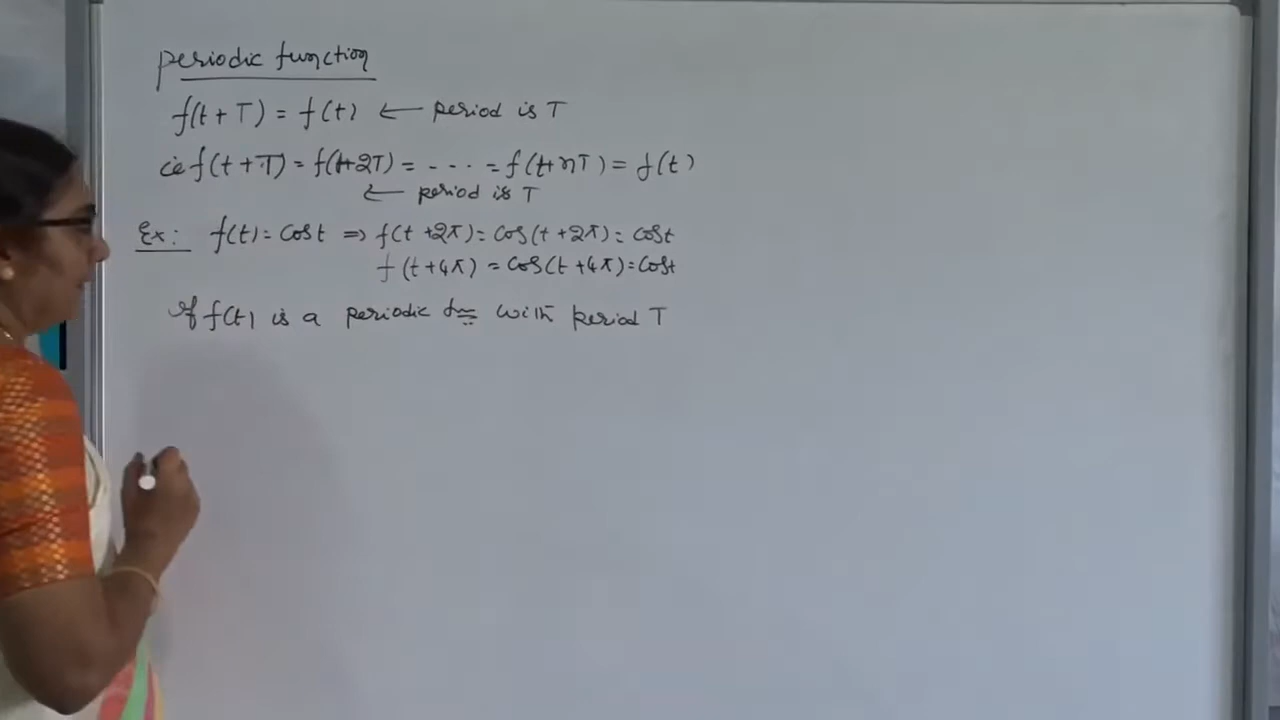 periodic function
f(t + T) = f(t) ← period is T
ie f(t + T) = f(t+2T) = - - - - = f(t+nT) = f(t)
← period is T
Ex: f(t) = cost ⇒ f(t +2π) = cos(t +2π) = cost
f(t+4π) = cos(t +4π) = cost
If f(t) is a periodic fn with period T